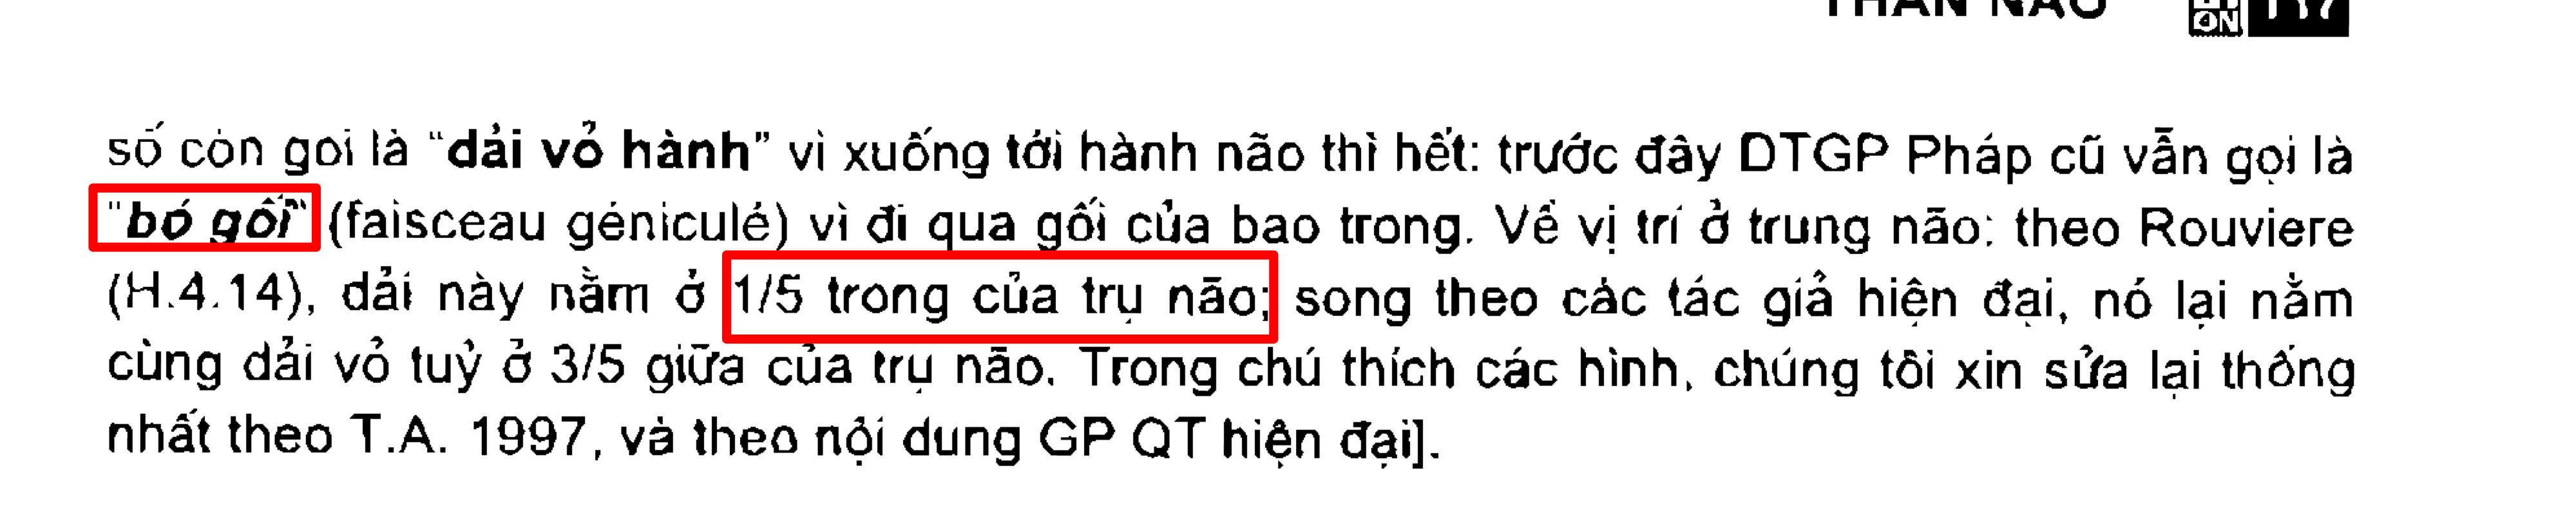 THÂN NÃO
số còn gọi là “dải vỏ hành” vì xuống tới hành não thì hết: trước đây DTGP Pháp cũ vẫn gọi là
"bó gối" (faisceau géniculé) vì đi qua gối của bao trong. Về vị trí ở trung não: theo Rouviere
(H.4.14), dải này nằm ở 1/5 trong của trụ não; song theo các tác giả hiện đại, nó lại nằm
cùng dải vỏ tuỷ ở 3/5 giữa của trụ não. Trong chú thích các hình, chúng tôi xin sửa lại thống
nhất theo T.A. 1997, và theo nội dung GP QT hiện đại].